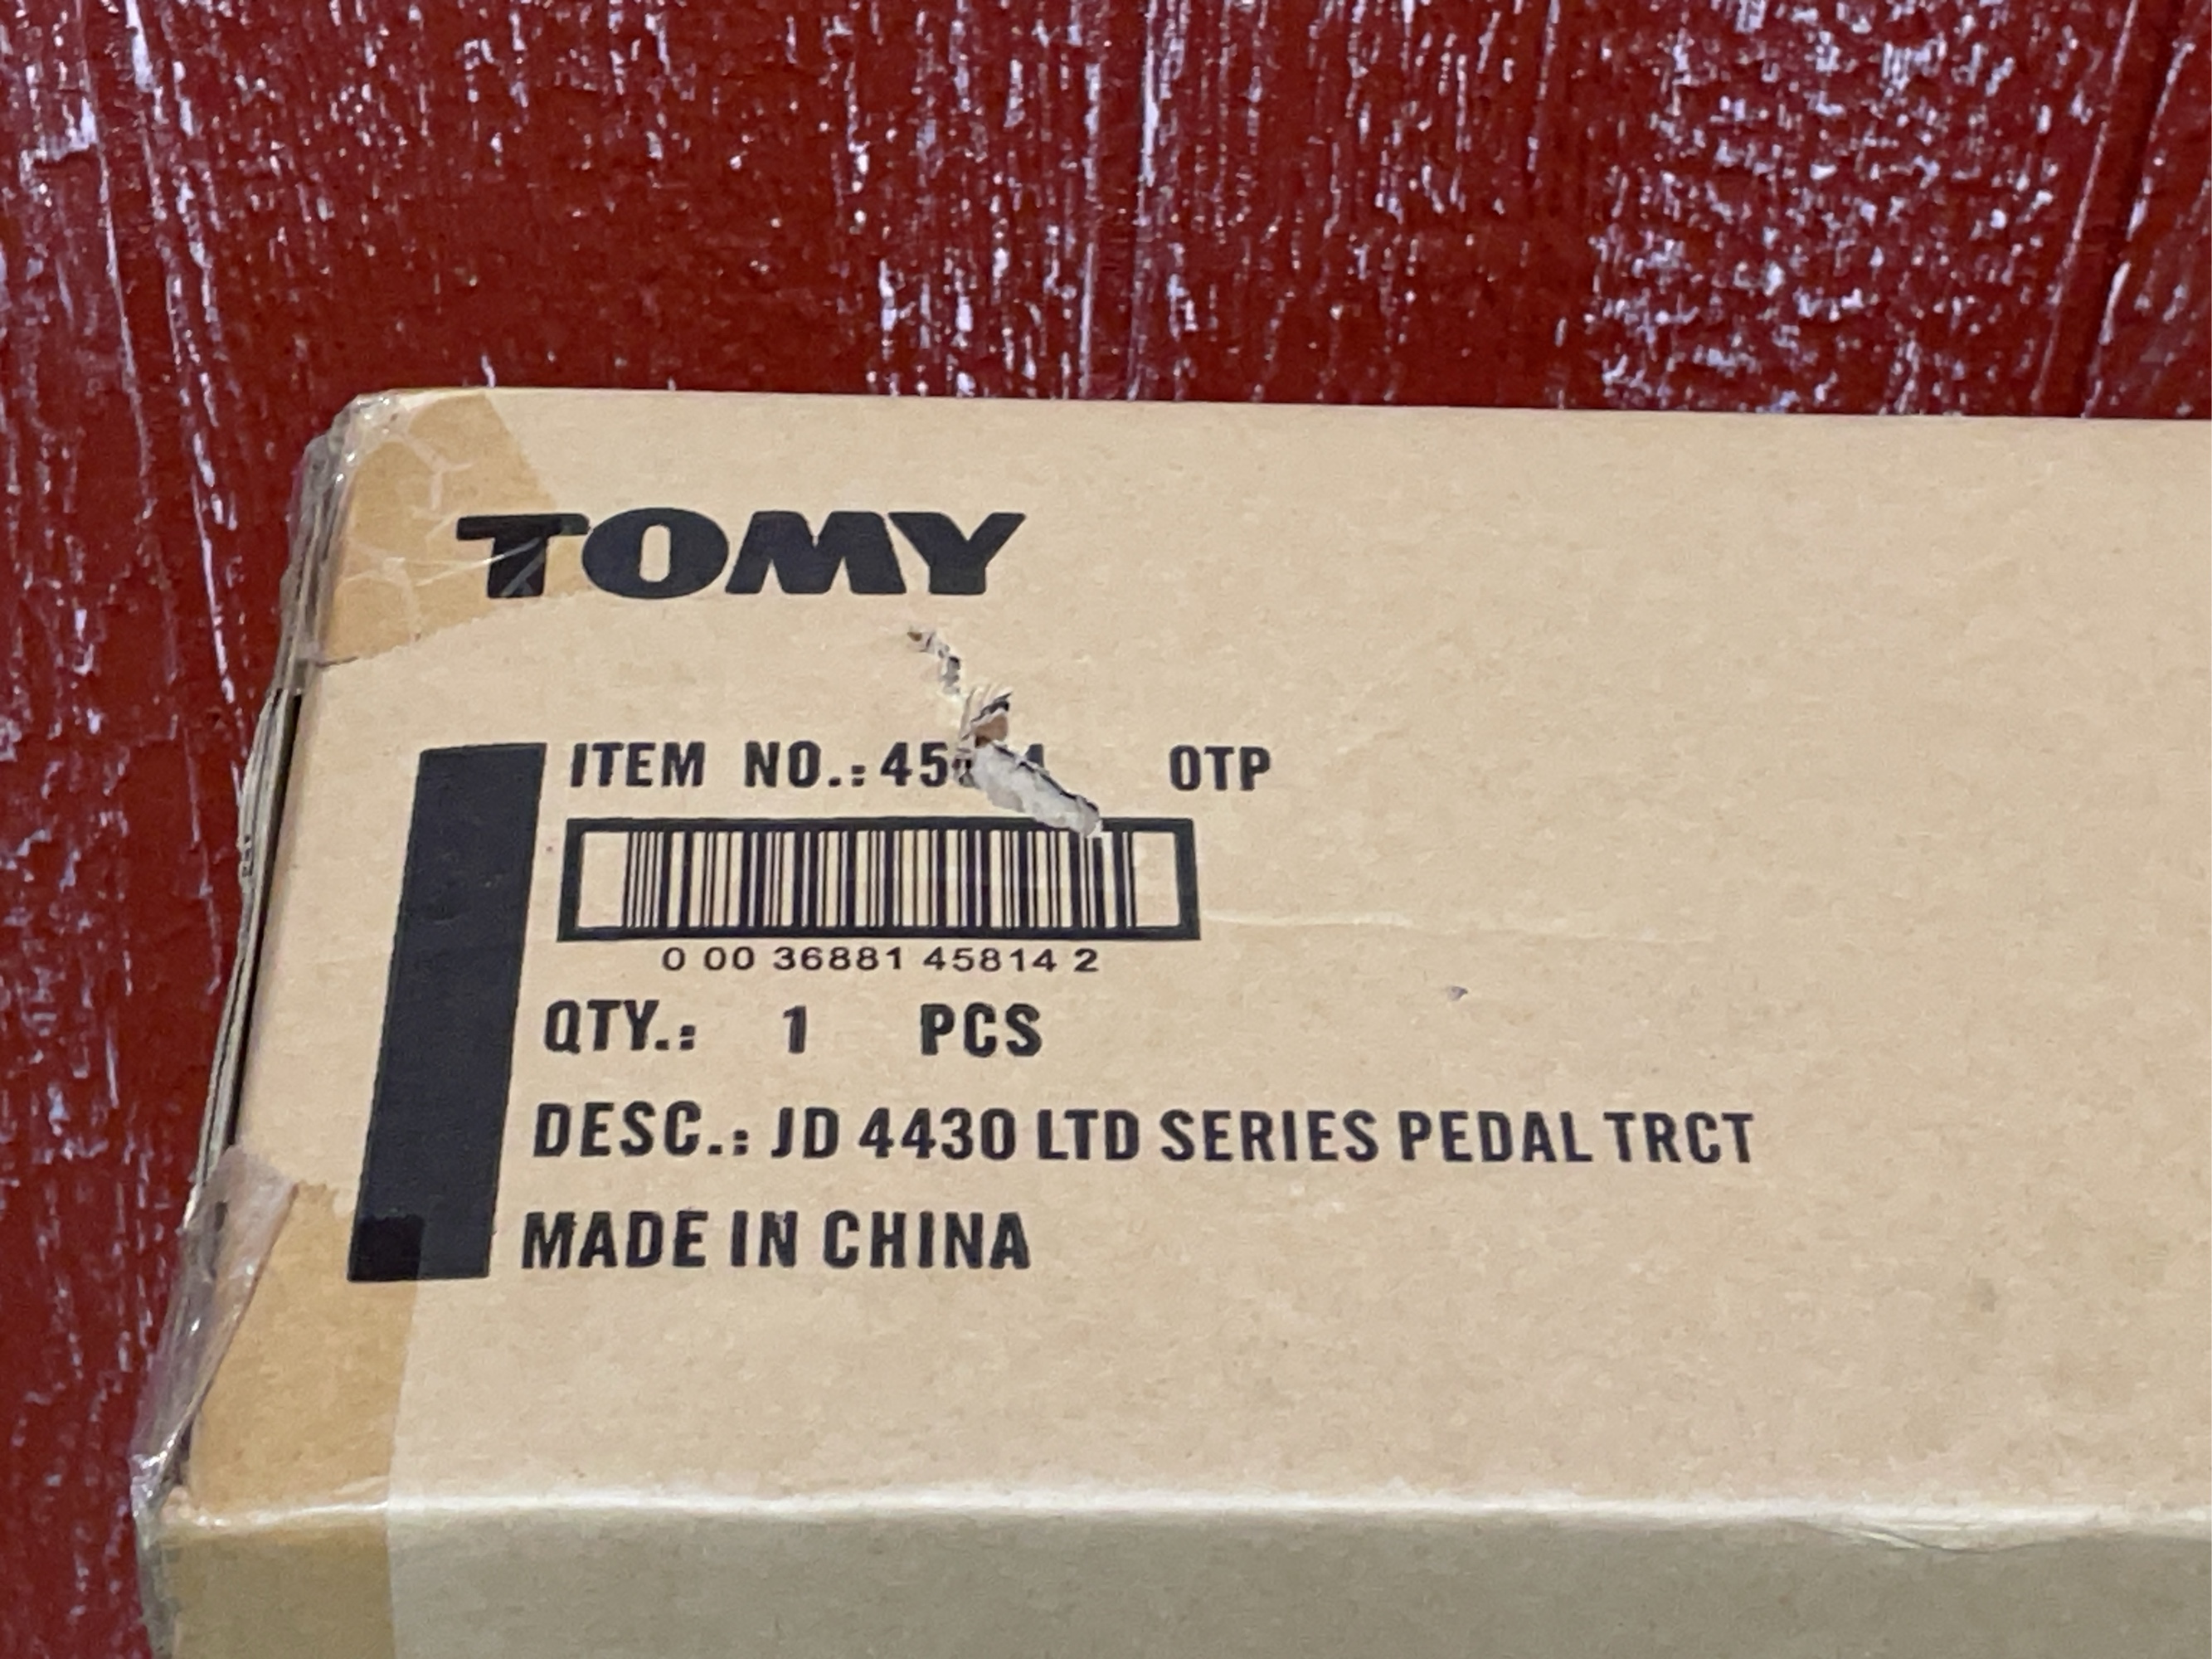 TOMY
ITEM NO.: OTP
0 00 36881 45814 2
QTY.: 1 PCS
DESC.: JD 4430 LTD SERIES PEDAL TRCT
MADE IN CHINA